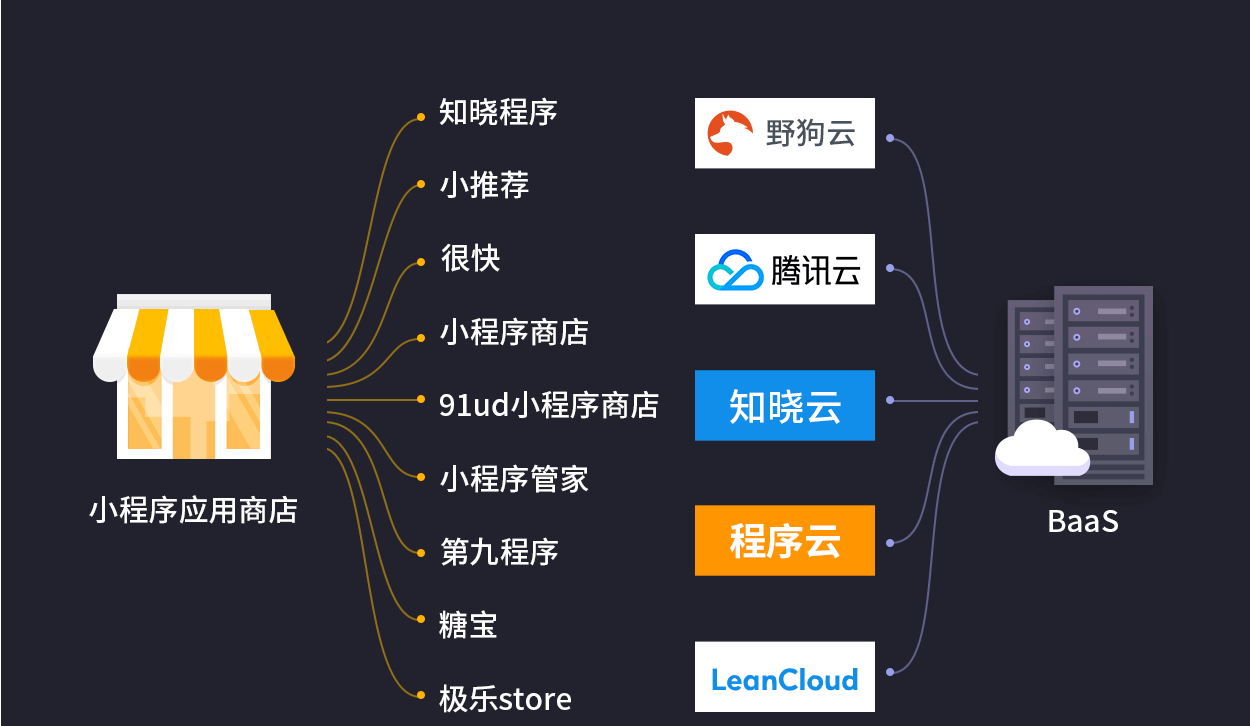 知晓程序
小推荐
很快
小程序商店
91ud小程序商店
小程序管家
第九程序
糖宝
极乐store
小程序应用商店
野狗云
腾讯云
知晓云
程序云
LeanCloud
BaaS